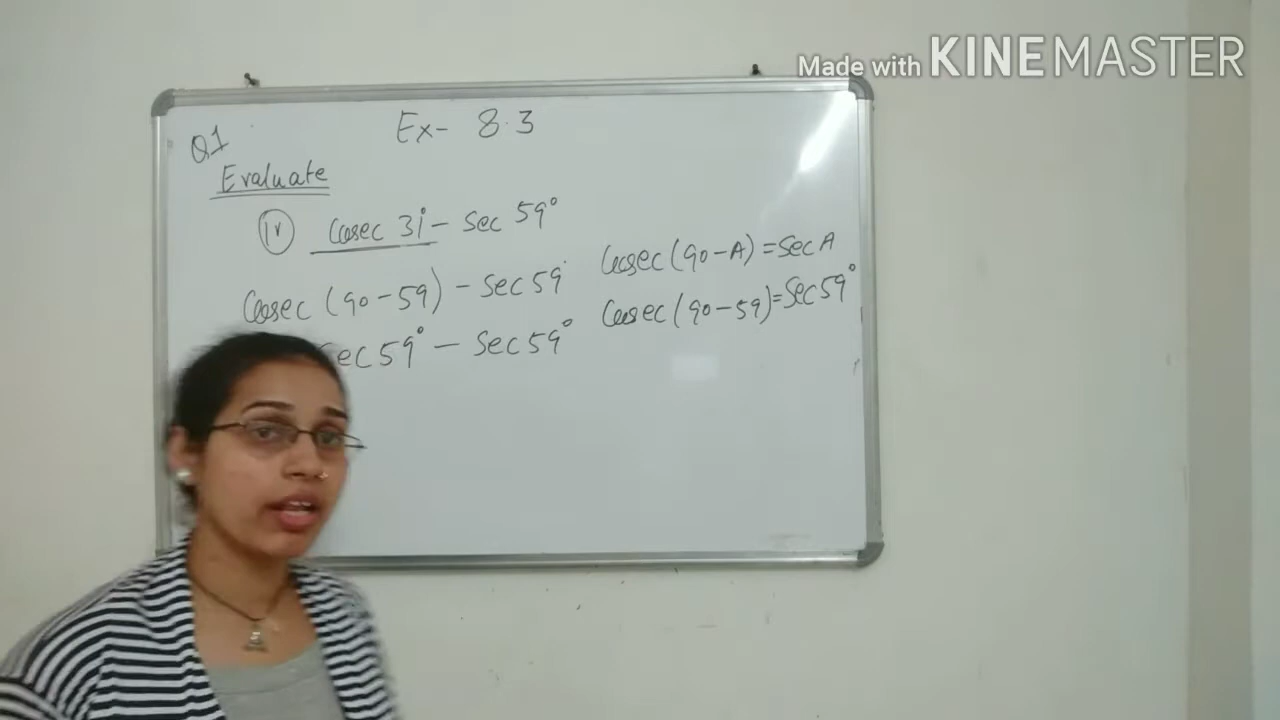 Made with KINEMASTER
Ex- 8.3
Q1
Evaluate
(iv) Cosec 31° - Sec 59°
Cosec (90-A) = Sec A
Cosec (90-59) - Sec 59°
Cosec (90-59) = Sec 59°
Sec 59° - Sec 59°